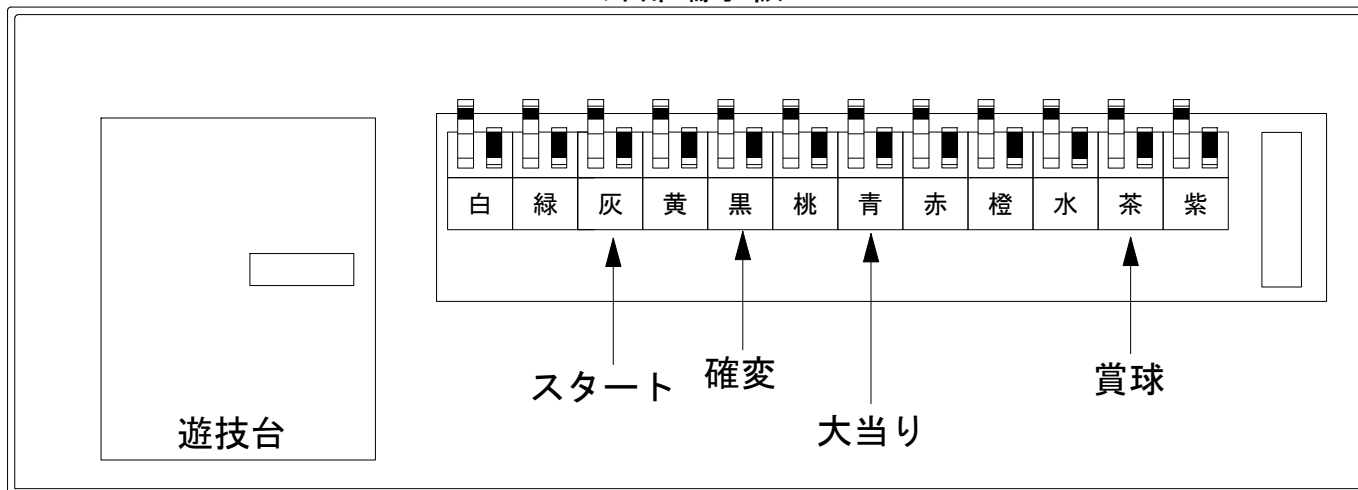 白 緑 灰 黄 黒 桃 青 赤 橙 水 茶 紫
スタート
確変
大当り
賞球
遊技台